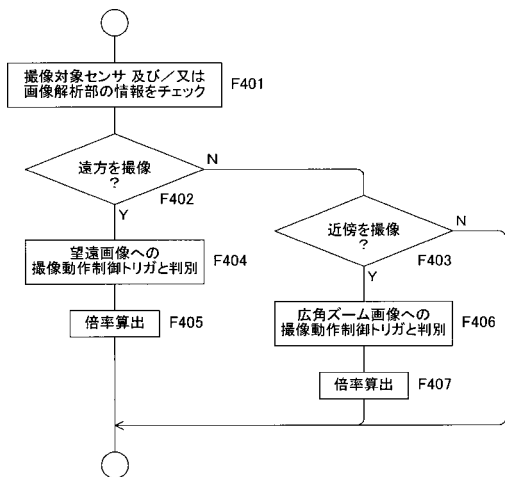 撮像対象センサ 及び／又は
画像解析部の情報をチェック
F401
遠方を撮像
?
N
F402
Y
近傍を撮像
?
N
F403
Y
望遠画像への
撮像動作制御トリガと判別
F404
広角ズーム画像への
撮像動作制御トリガと判別
F406
倍率算出
F405
倍率算出
F407